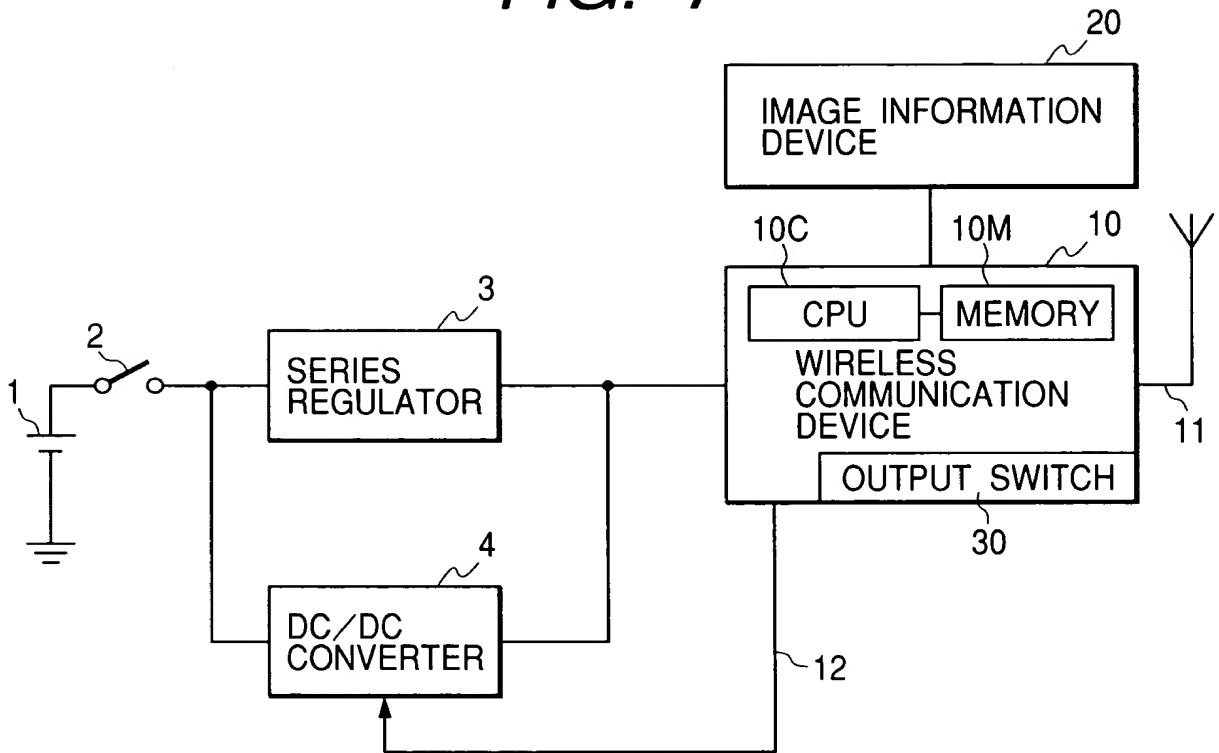 20
IMAGE INFORMATION
DEVICE
10C
10M
10
CPU
MEMORY
WIRELESS
COMMUNICATION
DEVICE
11
OUTPUT SWITCH
30
3
SERIES
REGULATOR
2
1
4
DC/DC
CONVERTER
12